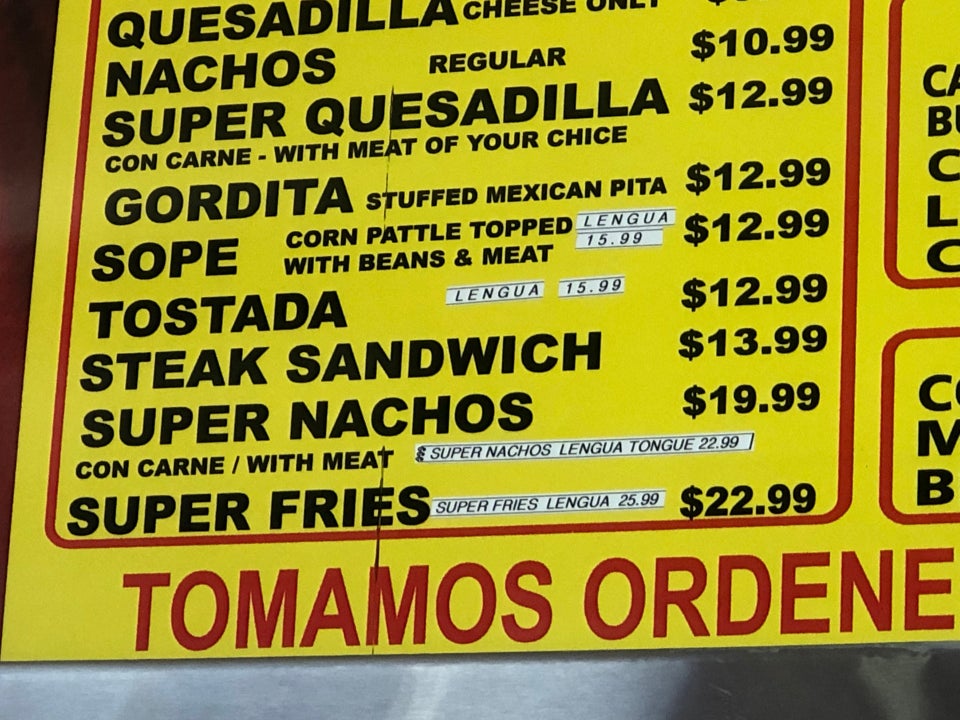 QUESADILLA CHEESE ONLY
NACHOS REGULAR $10.99
SUPER QUESADILLA $12.99
CON CARNE - WITH MEAT OF YOUR CHICE
GORDITA STUFFED MEXICAN PITA $12.99
SOPE CORN PATTLE TOPPED LENGUA $12.99
WITH BEANS & MEAT 15.99
TOSTADA LENGUA 15.99 $12.99
STEAK SANDWICH $13.99
SUPER NACHOS $19.99
CON CARNE / WITH MEAT SUPER NACHOS LENGUA TONGUE 22.99
SUPER FRIES SUPER FRIES LENGUA 25.99 $22.99
TOMAMOS ORDENE